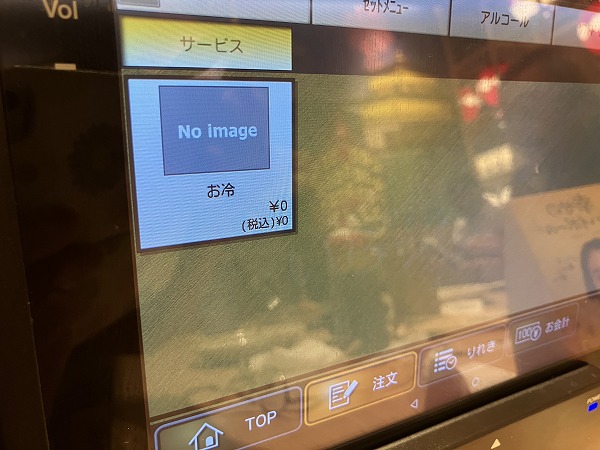 Vol
セットメニュー
アルコール
サービス
No image
お冷
¥0
(税込)¥0
TOP
注文
りれき
お会計